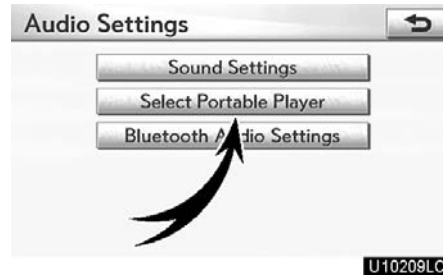 Audio Settings
Sound Settings
Select Portable Player
Bluetooth Audio Settings
U10209LC